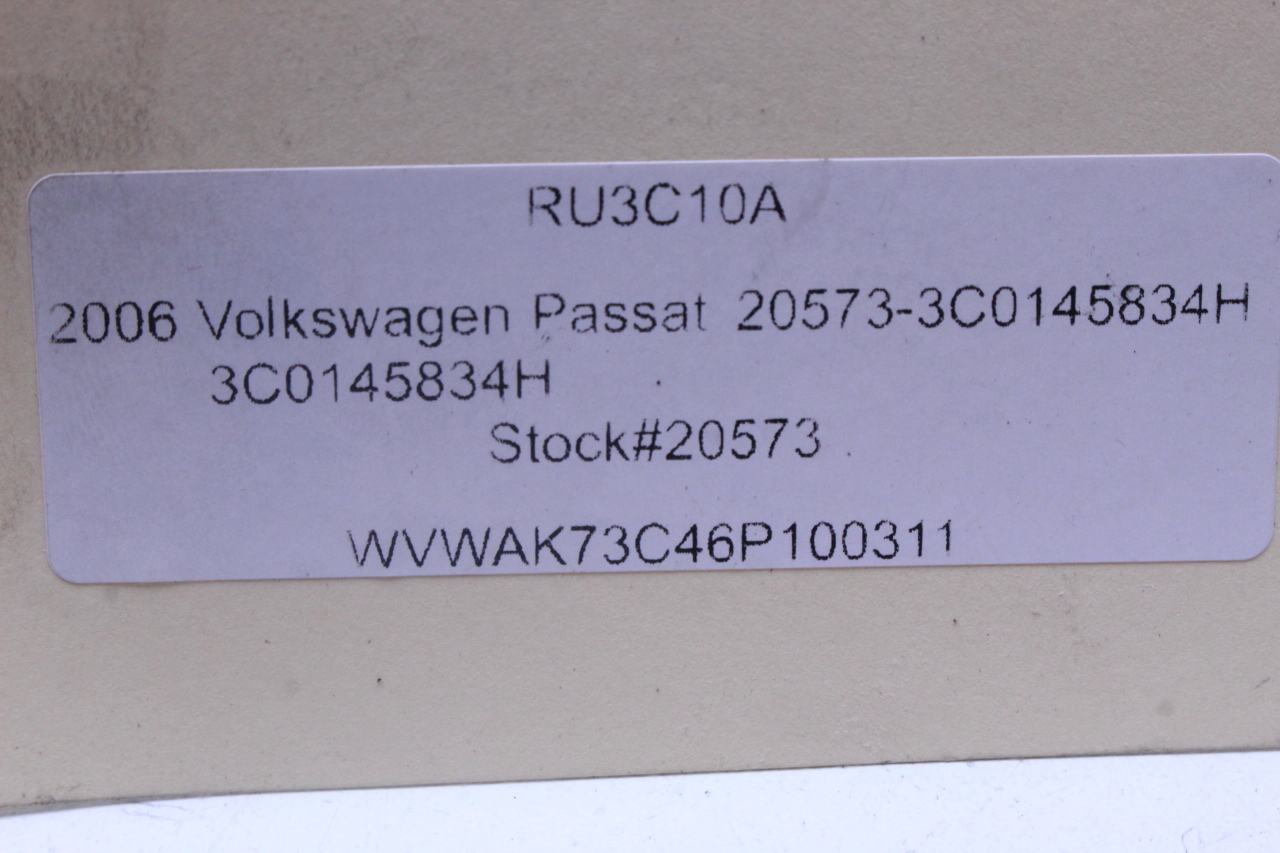 RU3C10A
2006 Volkswagen Passat 20573-3C0145834H
3C0145834H
Stock#20573
WVWAK73C46P100311